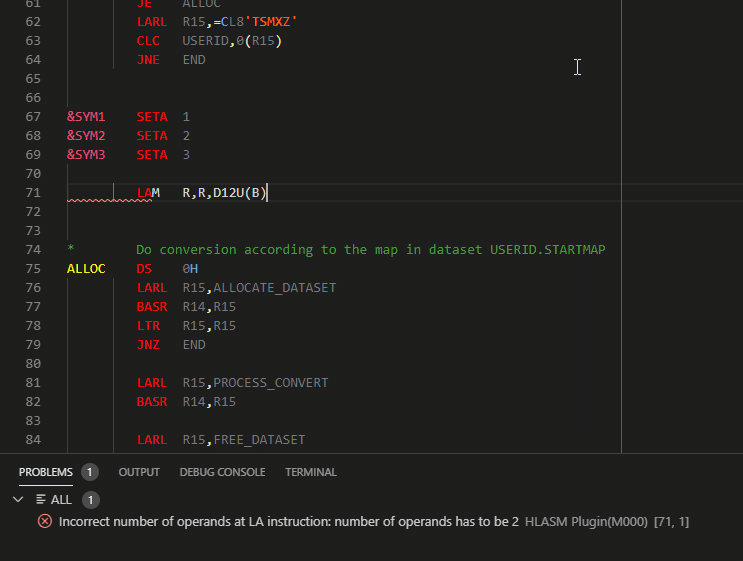 61 JE ALLOC
62 LARL R15,=CL8'TSMXZ'
63 CLC USERID,0(R15)
64 JNE END
65
66
67 &SYM1 SETA 1
68 &SYM2 SETA 2
69 &SYM3 SETA 3
70
71 LAM R,R,D12U(B)
72
73
74 * Do conversion according to the map in dataset USERID.STARTMAP
75 ALLOC DS 0H
76 LARL R15,ALLOCATE_DATASET
77 BASR R14,R15
78 LTR R15,R15
79 JNZ END
80
81 LARL R15,PROCESS_CONVERT
82 BASR R14,R15
83
84 LARL R15,FREE_DATASET
PROBLEMS 1 OUTPUT DEBUG CONSOLE TERMINAL
ALL 1
Incorrect number of operands at LA instruction: number of operands has to be 2 HLASM Plugin(M000) [71, 1]